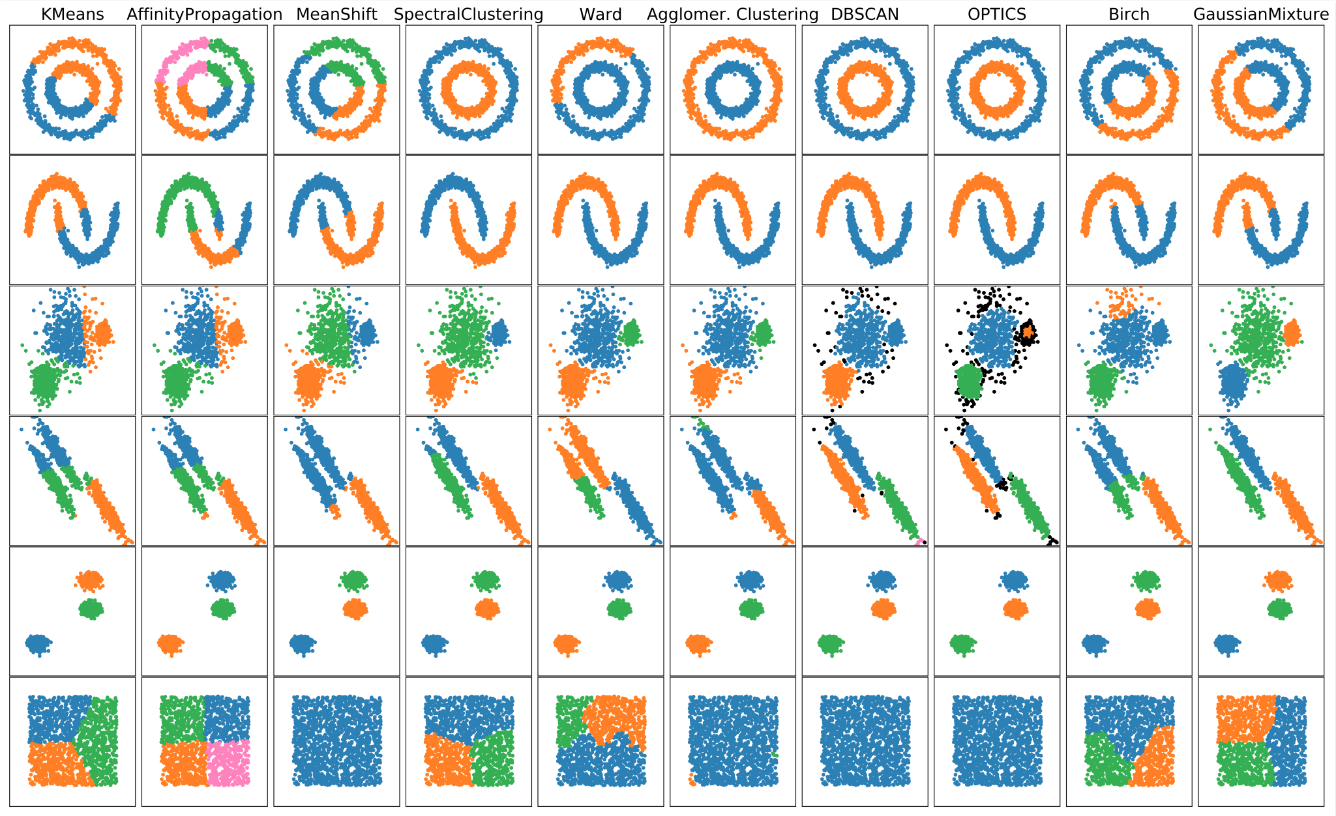 KMeans AffinityPropagation MeanShift SpectralClustering Ward Agglomer. Clustering DBSCAN OPTICS Birch GaussianMixture